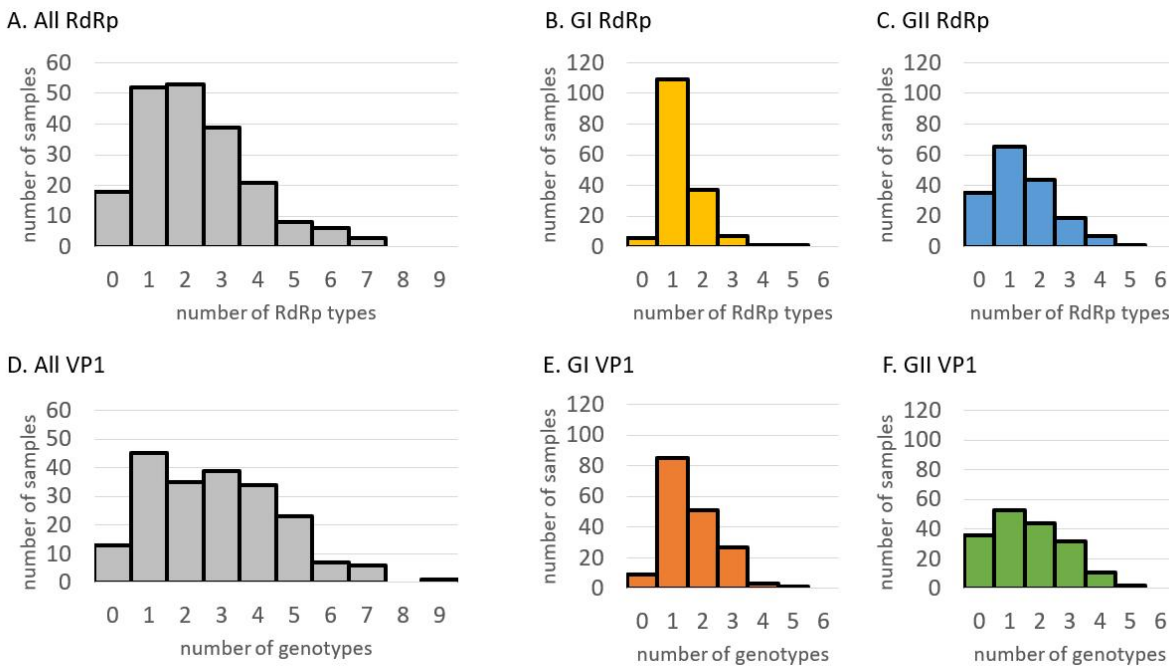 A. All RdRp
number of samples
60
50
40
30
20
10
0
0 1 2 3 4 5 6 7 8 9
number of RdRp types
B. GI RdRp
number of samples
120
100
80
60
40
20
0
0 1 2 3 4 5 6
number of RdRp types
C. GII RdRp
number of samples
120
100
80
60
40
20
0
0 1 2 3 4 5 6
number of RdRp types
D. All VP1
number of samples
60
50
40
30
20
10
0
0 1 2 3 4 5 6 7 8 9
number of genotypes
E. GI VP1
number of samples
120
100
80
60
40
20
0
0 1 2 3 4 5 6
number of genotypes
F. GII VP1
number of samples
120
100
80
60
40
20
0
0 1 2 3 4 5 6
number of genotypes